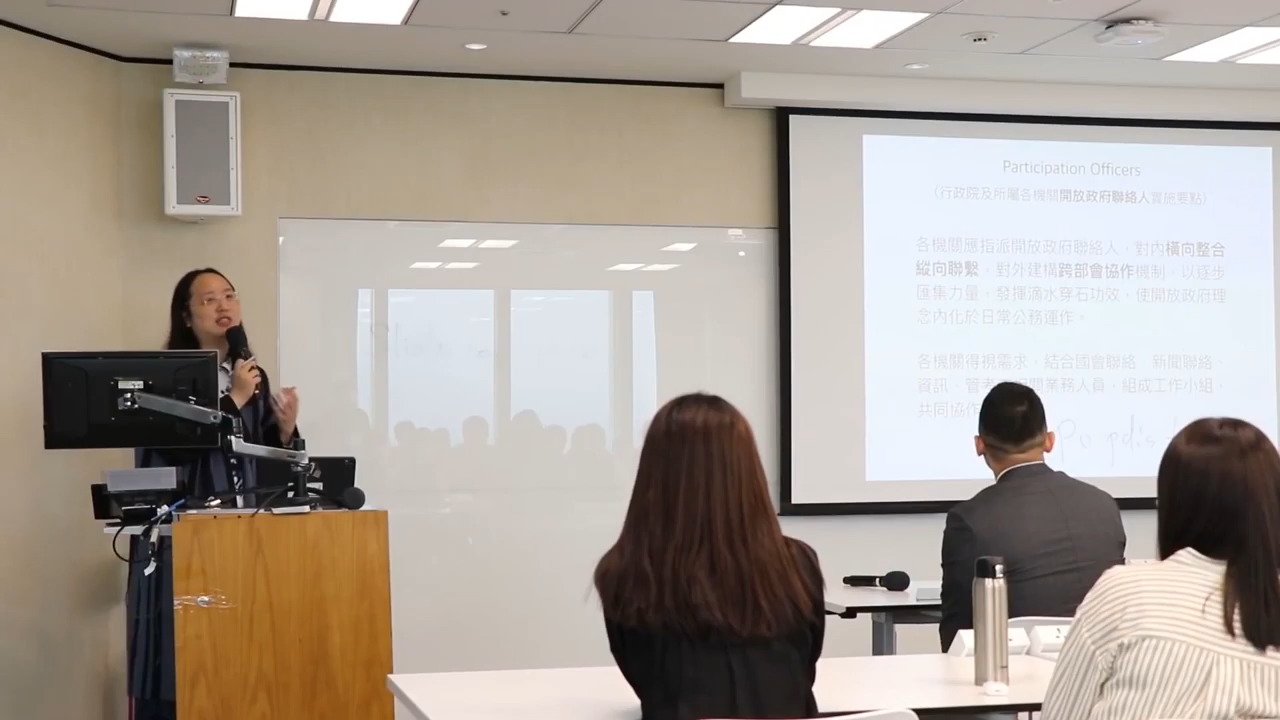 Participation Officers
（行政院及所屬各機關開放政府聯絡人實施要點）
各機關應指派開放政府聯絡人，對內橫向整合
縱向聯繫，對外建構跨部會協作機制，以逐步
匯集力量，發揮滴水穿石功效，使開放政府理
念內化於日常公務運作。
各機關得視需求，結合國會聯絡 新聞聯絡、
資訊 管考 業務人員，組成工作小組，
共同協作